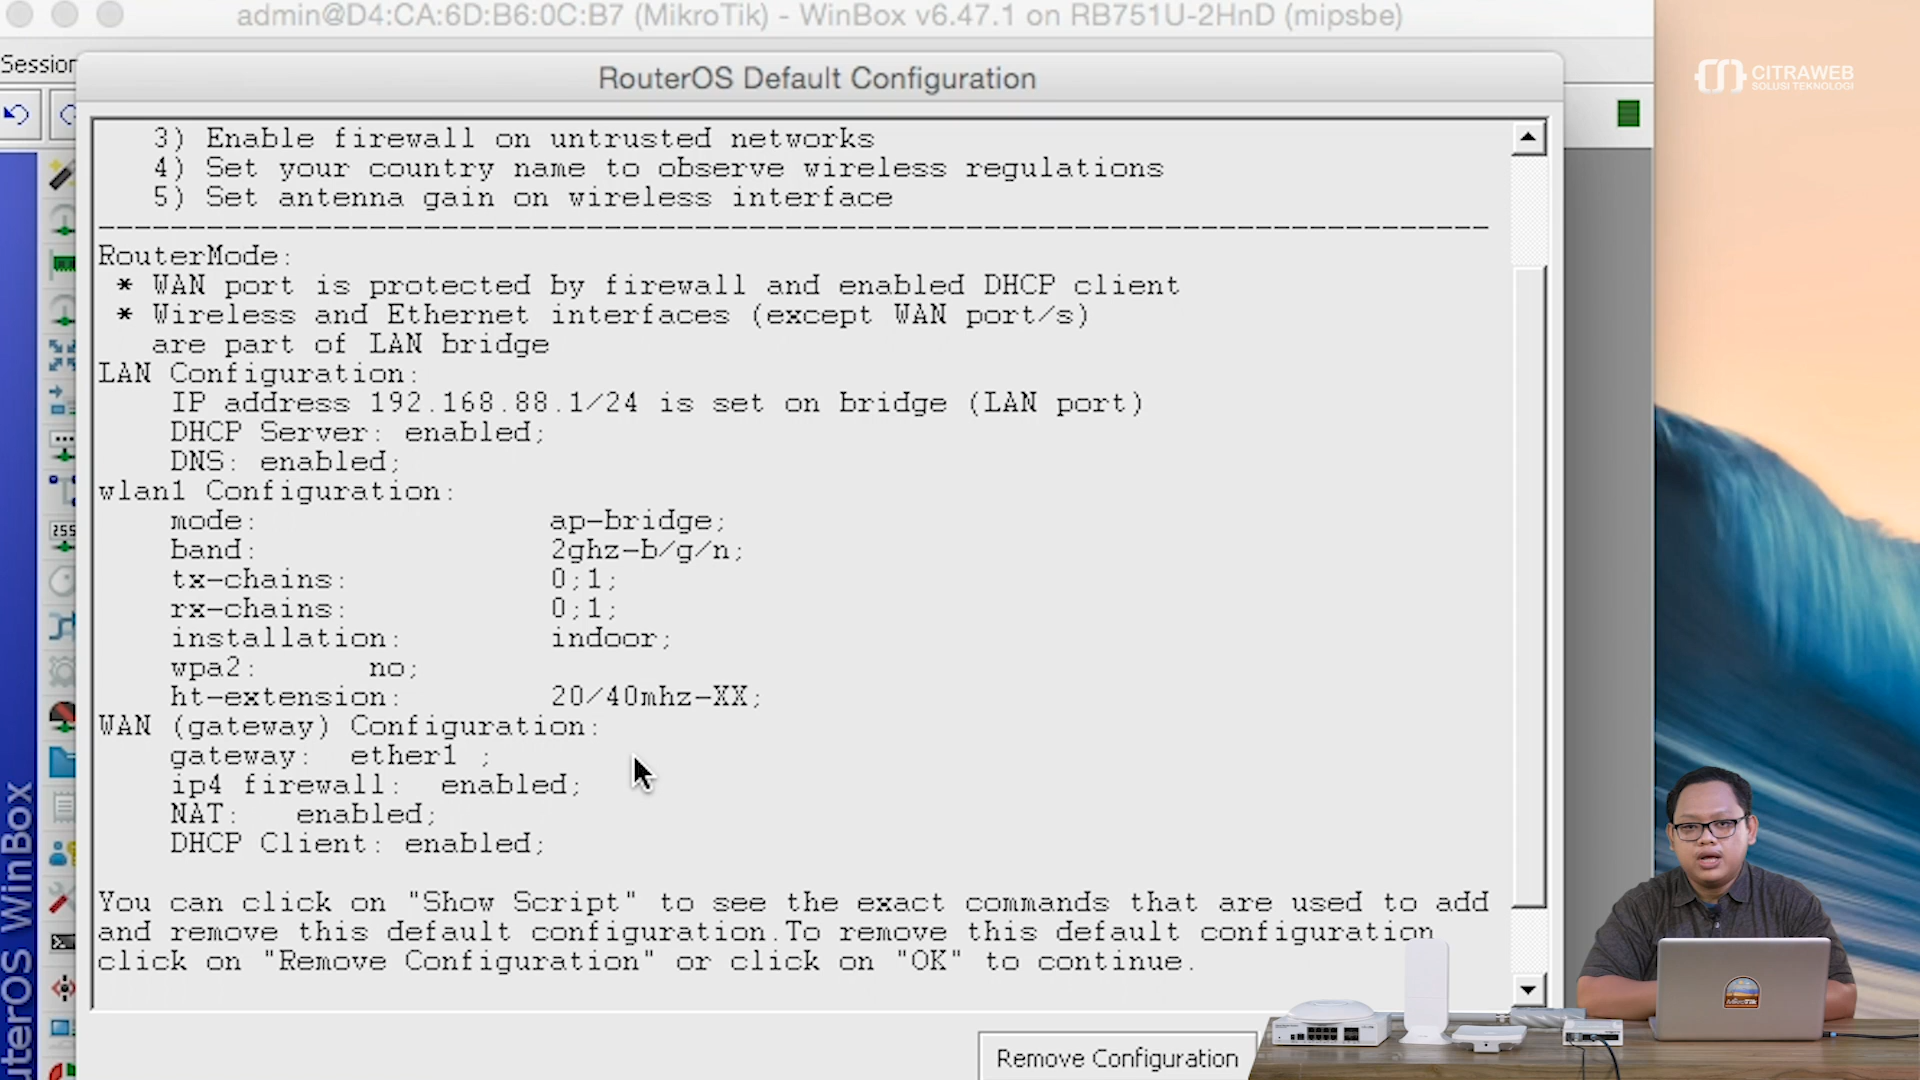 admin@D4:CA:6D:B6:0C:B7 (MikroTik) - WinBox v6.47.1 on RB751U-2HnD (mipsbe)
Session
RouterOS Default Configuration
CITRAWEB
SOLUSI TEKNOLOGI
3) Enable firewall on untrusted networks
4) Set your country name to observe wireless regulations
5) Set antenna gain on wireless interface
--------------------------------------------------------------------------------
RouterMode:
* WAN port is protected by firewall and enabled DHCP client
* Wireless and Ethernet interfaces (except WAN port/s)
are part of LAN bridge
LAN Configuration:
IP address 192.168.88.1/24 is set on bridge (LAN port)
DHCP Server: enabled;
DNS: enabled;
wlan1 Configuration:
mode: ap-bridge;
band: 2ghz-b/g/n;
tx-chains: 0;1;
rx-chains: 0;1;
installation: indoor;
wpa2: no;
ht-extension: 20/40mhz-XX;
WAN (gateway) Configuration:
gateway: ether1 ;
ip4 firewall: enabled;
NAT: enabled;
DHCP Client: enabled;
You can click on "Show Script" to see the exact commands that are used to add
and remove this default configuration.To remove this default configuration
click on "Remove Configuration" or click on "OK" to continue.
Remove Configuration
255
uterOS WinBox
MikroTik